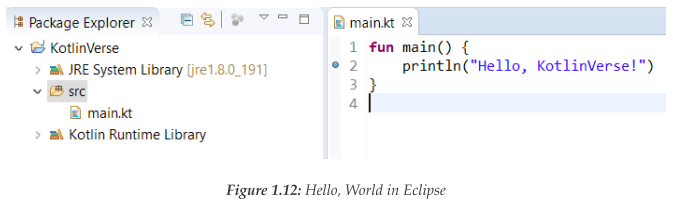 Package Explorer
KotlinVerse
JRE System Library [jre1.8.0_191]
src
main.kt
Kotlin Runtime Library
main.kt
1 fun main() {
2 println("Hello, KotlinVerse!")
3 }
4
Figure 1.12: Hello, World in Eclipse